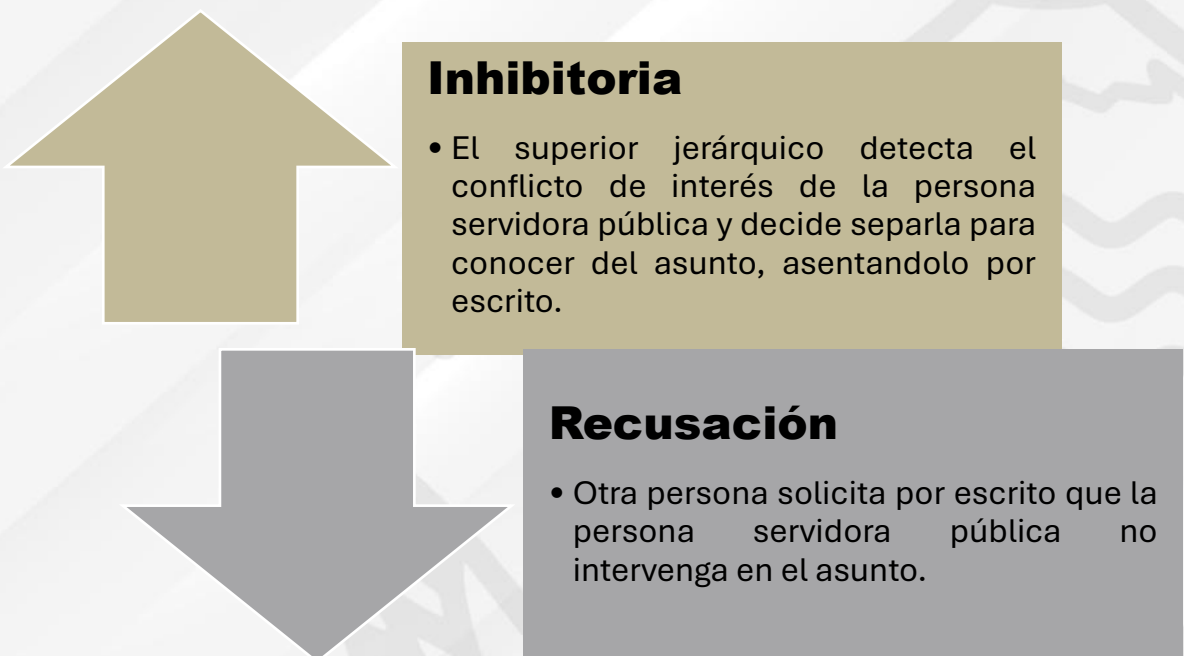 Inhibitoria
• El superior jerárquico detecta el
conflicto de interés de la persona
servidora pública y decide separla para
conocer del asunto, asentandolo por
escrito.
Recusación
• Otra persona solicita por escrito que la
persona servidora pública no
intervenga en el asunto.